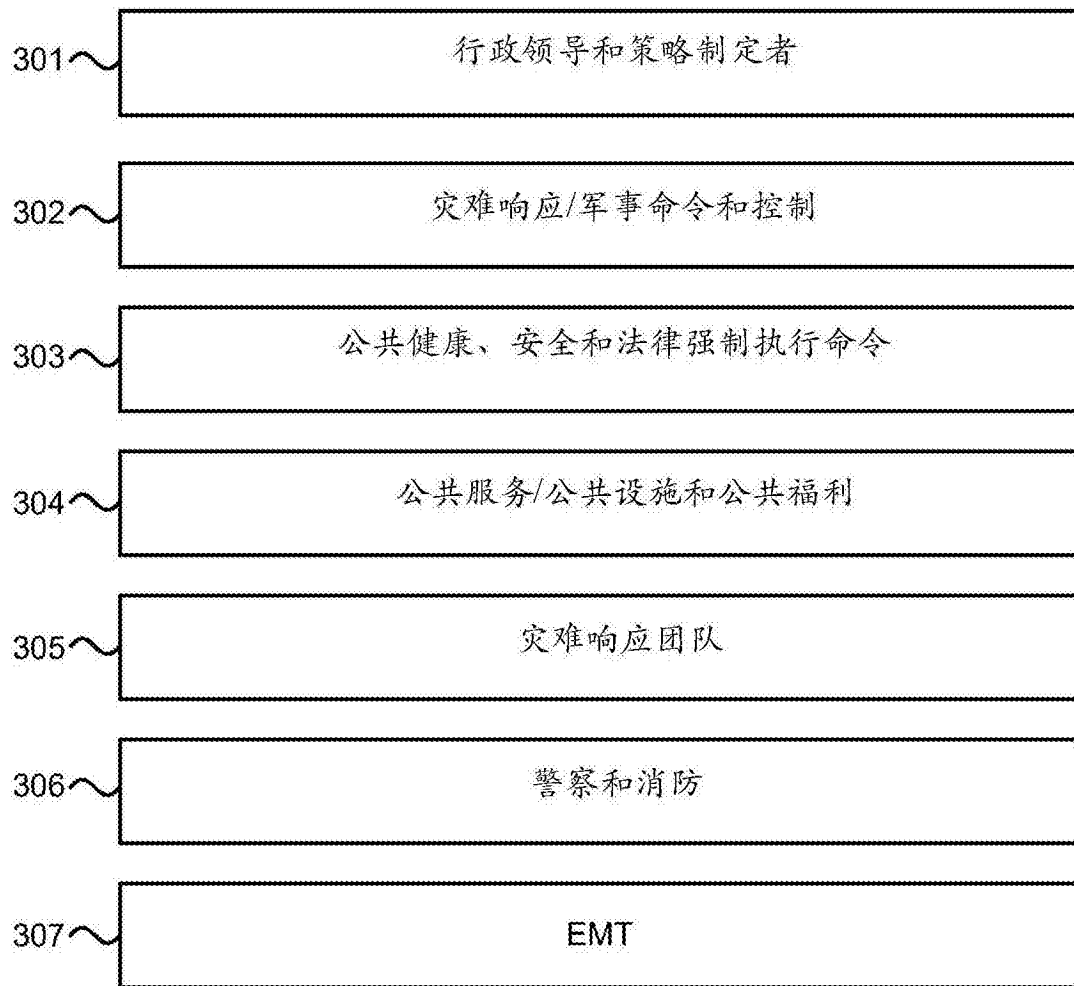 301 行政领导和策略制定者
302 灾难响应/军事命令和控制
303 公共健康、安全和法律强制执行命令
304 公共服务/公共设施和公共福利
305 灾难响应团队
306 警察和消防
307 EMT